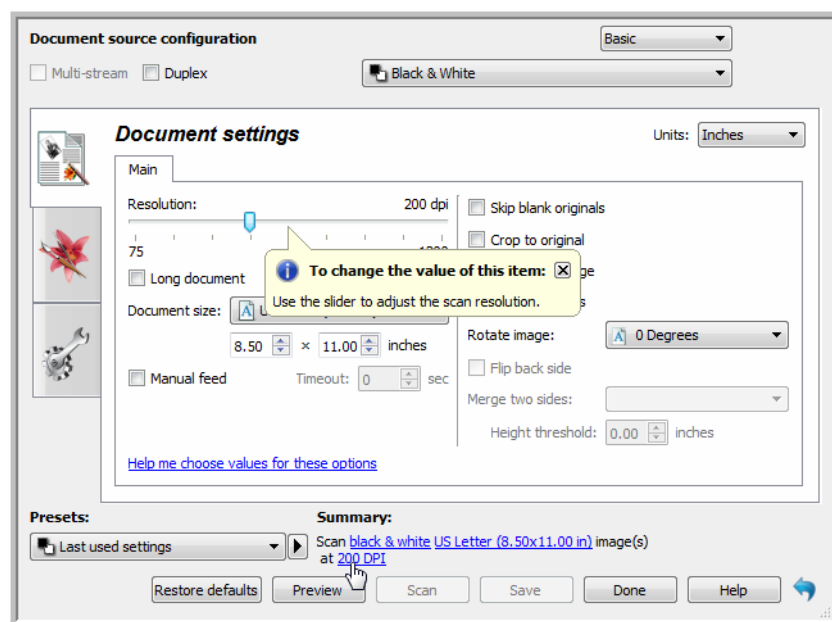 Document source configuration
Basic
Multi-stream
Duplex
Black & White
Document settings
Units: Inches
Main
Resolution: 200 dpi
75
Long document
To change the value of this item:
Use the slider to adjust the scan resolution.
Document size:
8.50 × 11.00 inches
Manual feed
Timeout: 0 sec
Help me choose values for these options
Skip blank originals
Crop to original
Rotate image: 0 Degrees
Flip back side
Merge two sides:
Height threshold: 0.00 inches
Presets:
Last used settings
Summary:
Scan black & white US Letter (8.50x11.00 in) image(s)
at 200 DPI
Restore defaults
Preview
Scan
Save
Done
Help